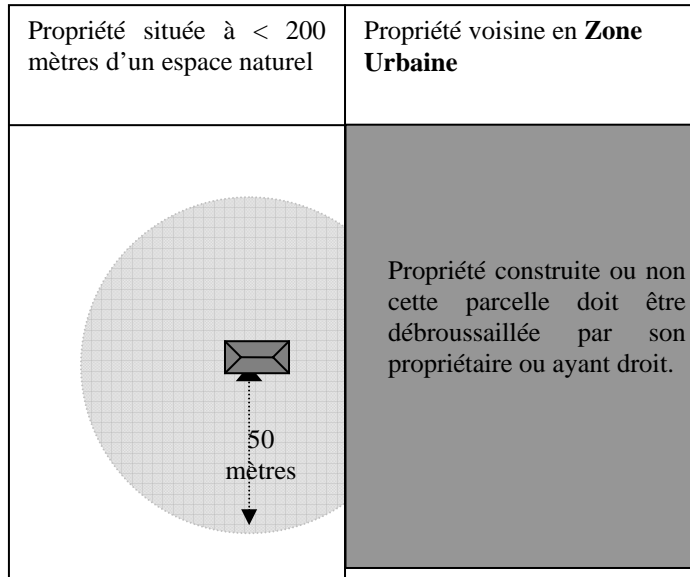 Propriété située à < 200
mètres d’un espace naturel
Propriété voisine en Zone
Urbaine
Propriété construite ou non
cette parcelle doit être
débroussaillée par son
propriétaire ou ayant droit.
50
mètres